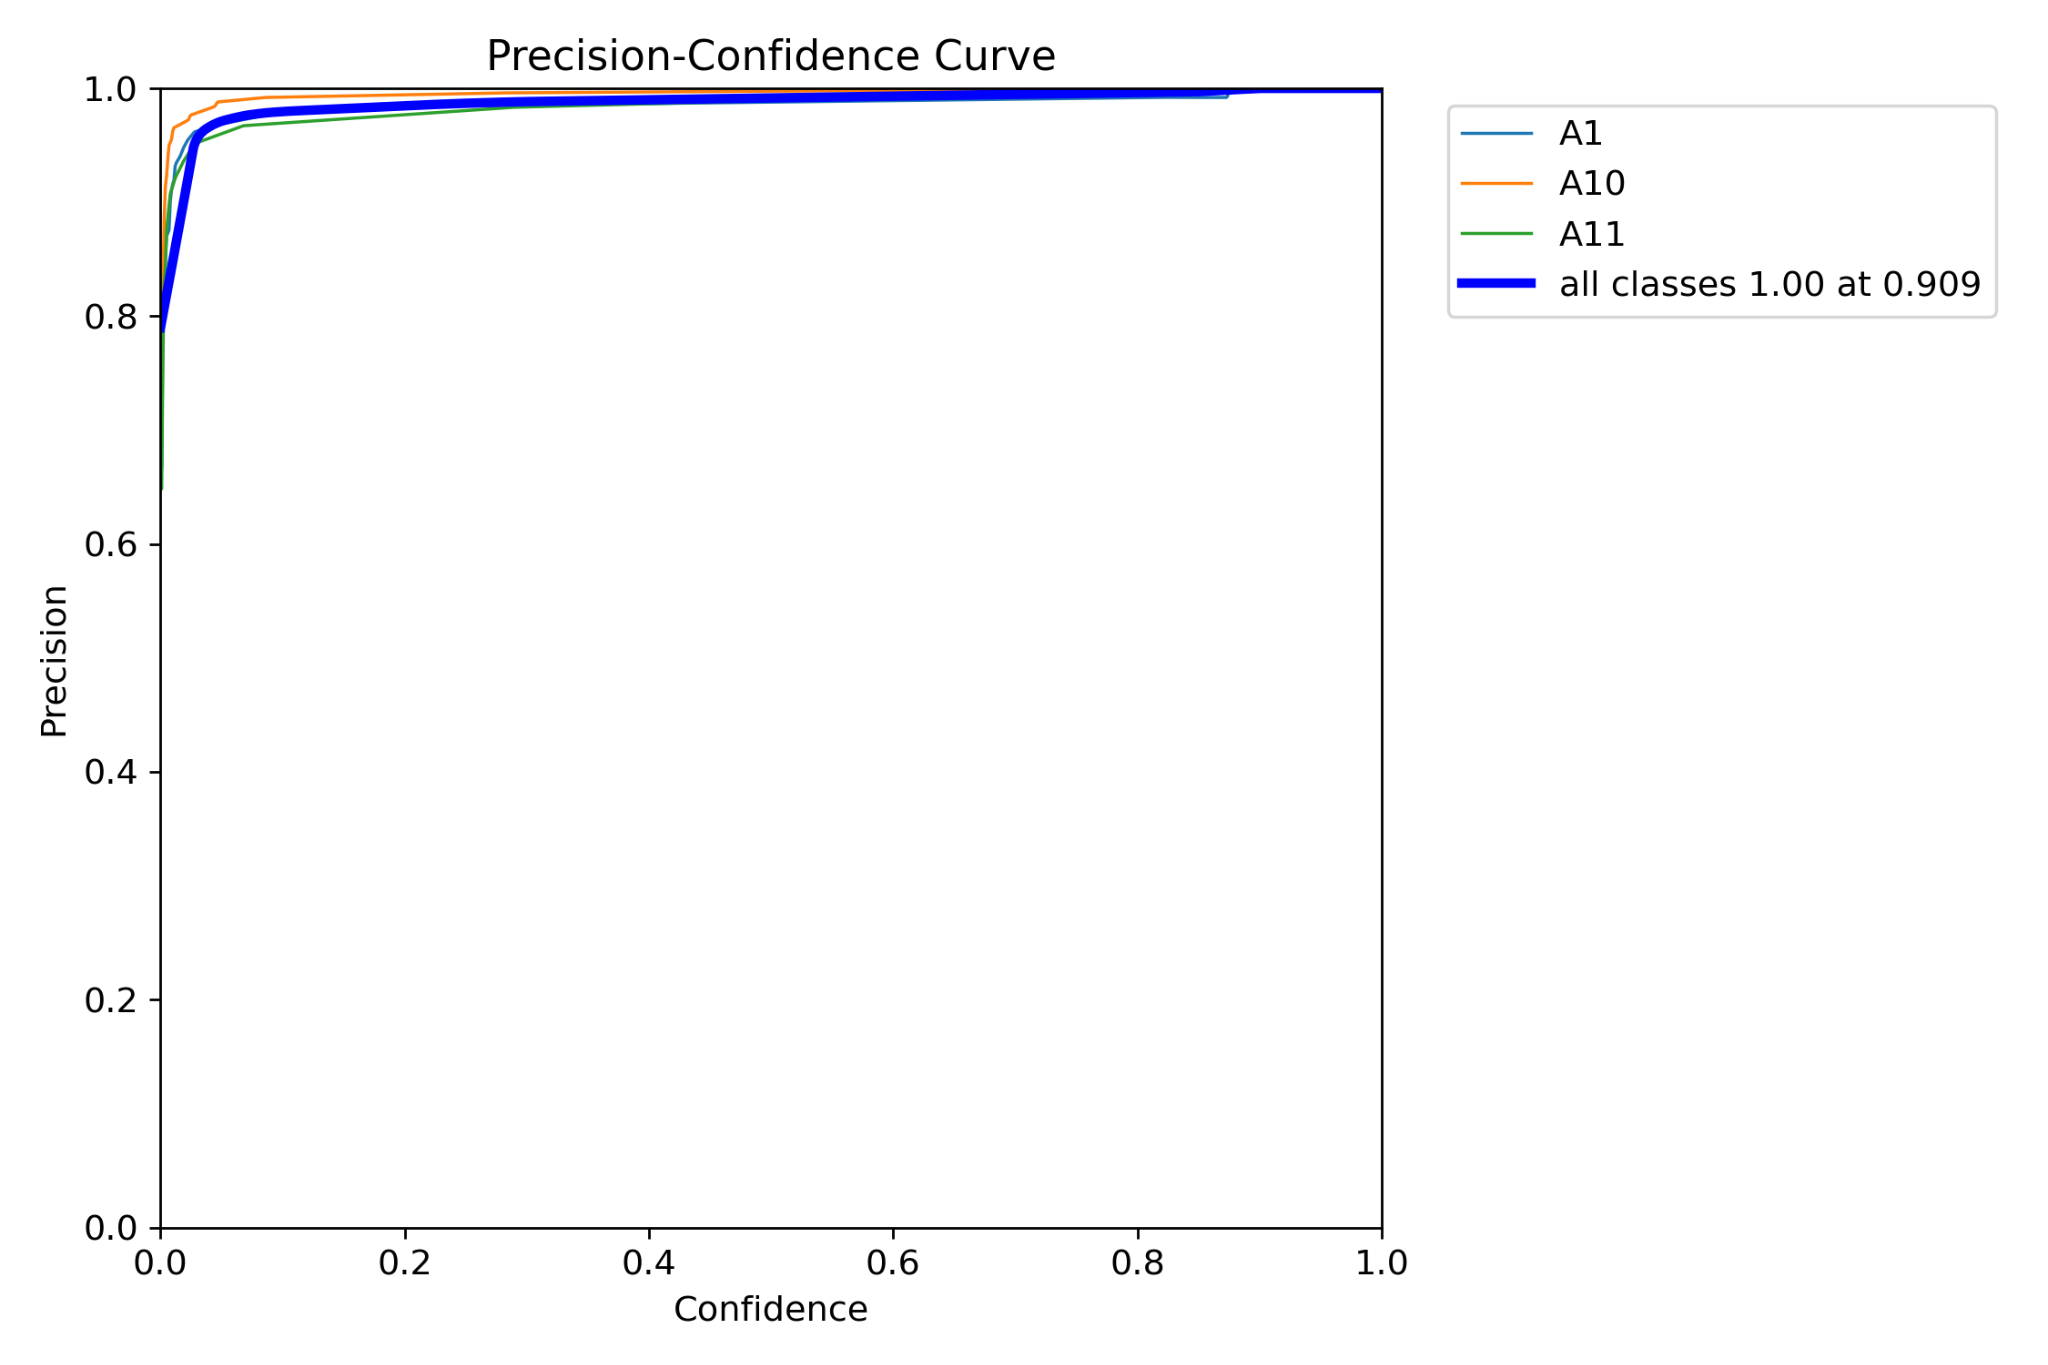 Precision-Confidence Curve
1.0
0.8
0.6
0.4
0.2
0.0
Precision
0.0 0.2 0.4 0.6 0.8 1.0
Confidence
A1
A10
A11
all classes 1.00 at 0.909